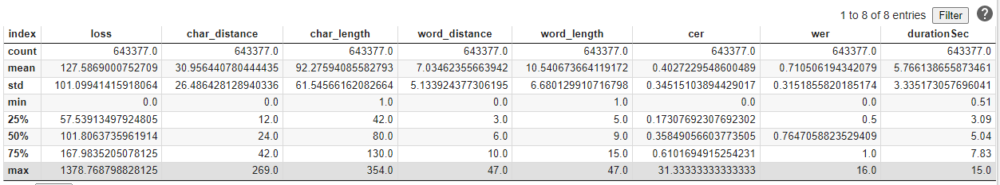 1 to 8 of 8 entries Filter ?
index loss char_distance char_length word_distance word_length cer wer durationSec
count 643377.0 643377.0 643377.0 643377.0 643377.0 643377.0 643377.0 643377.0
mean 127.5869000752709 30.956440780444435 92.27594085582793 7.03462355663942 10.540673664119172 0.4027229548600489 0.710506194342079 5.766138655873461
std 101.09941415918064 26.486428128940336 61.54566162082664 5.133924377306195 6.680129910716798 0.34515103894429017 0.3151855820185174 3.335173057696041
min 0.0 0.0 1.0 0.0 1.0 0.0 0.0 0.51
25% 57.53913497924805 12.0 42.0 3.0 5.0 0.17307692307692302 0.5 3.09
50% 101.8063735961914 24.0 80.0 6.0 9.0 0.35849056603773505 0.7647058823529409 5.04
75% 167.9835205078125 42.0 130.0 10.0 15.0 0.6101694915254231 1.0 7.83
max 1378.768798828125 269.0 354.0 47.0 47.0 31.33333333333333 16.0 15.0